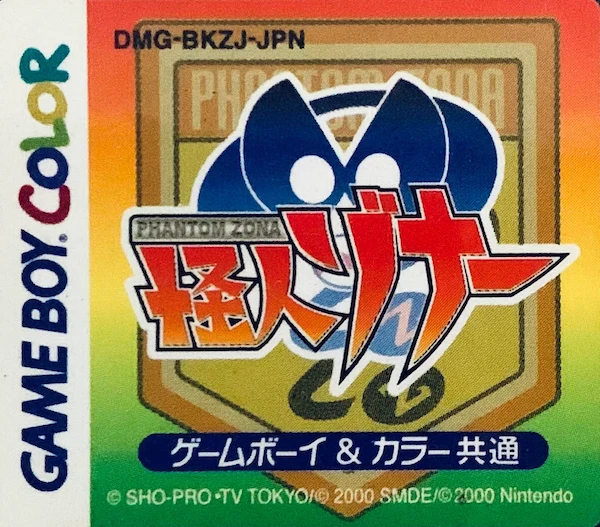 DMG-BKZJ-JPN
GAME BOY COLOR
PHANTOM ZONA
PHANTOM ZONA
怪人ゾナー
ゲームボーイ & カラー共通
© SHO-PRO・TV TOKYO/© 2000 SMDE/©2000 Nintendo